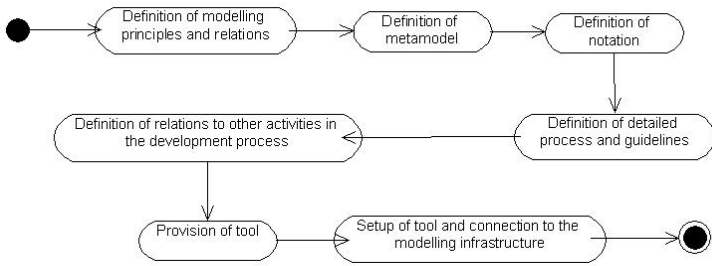 Definition of modelling
principles and relations
Definition of
metamodel
Definition of
notation
Definition of detailed
process and guidelines
Definition of relations to other activities in
the development process
Provision of tool
Setup of tool and connection to the
modelling infrastructure